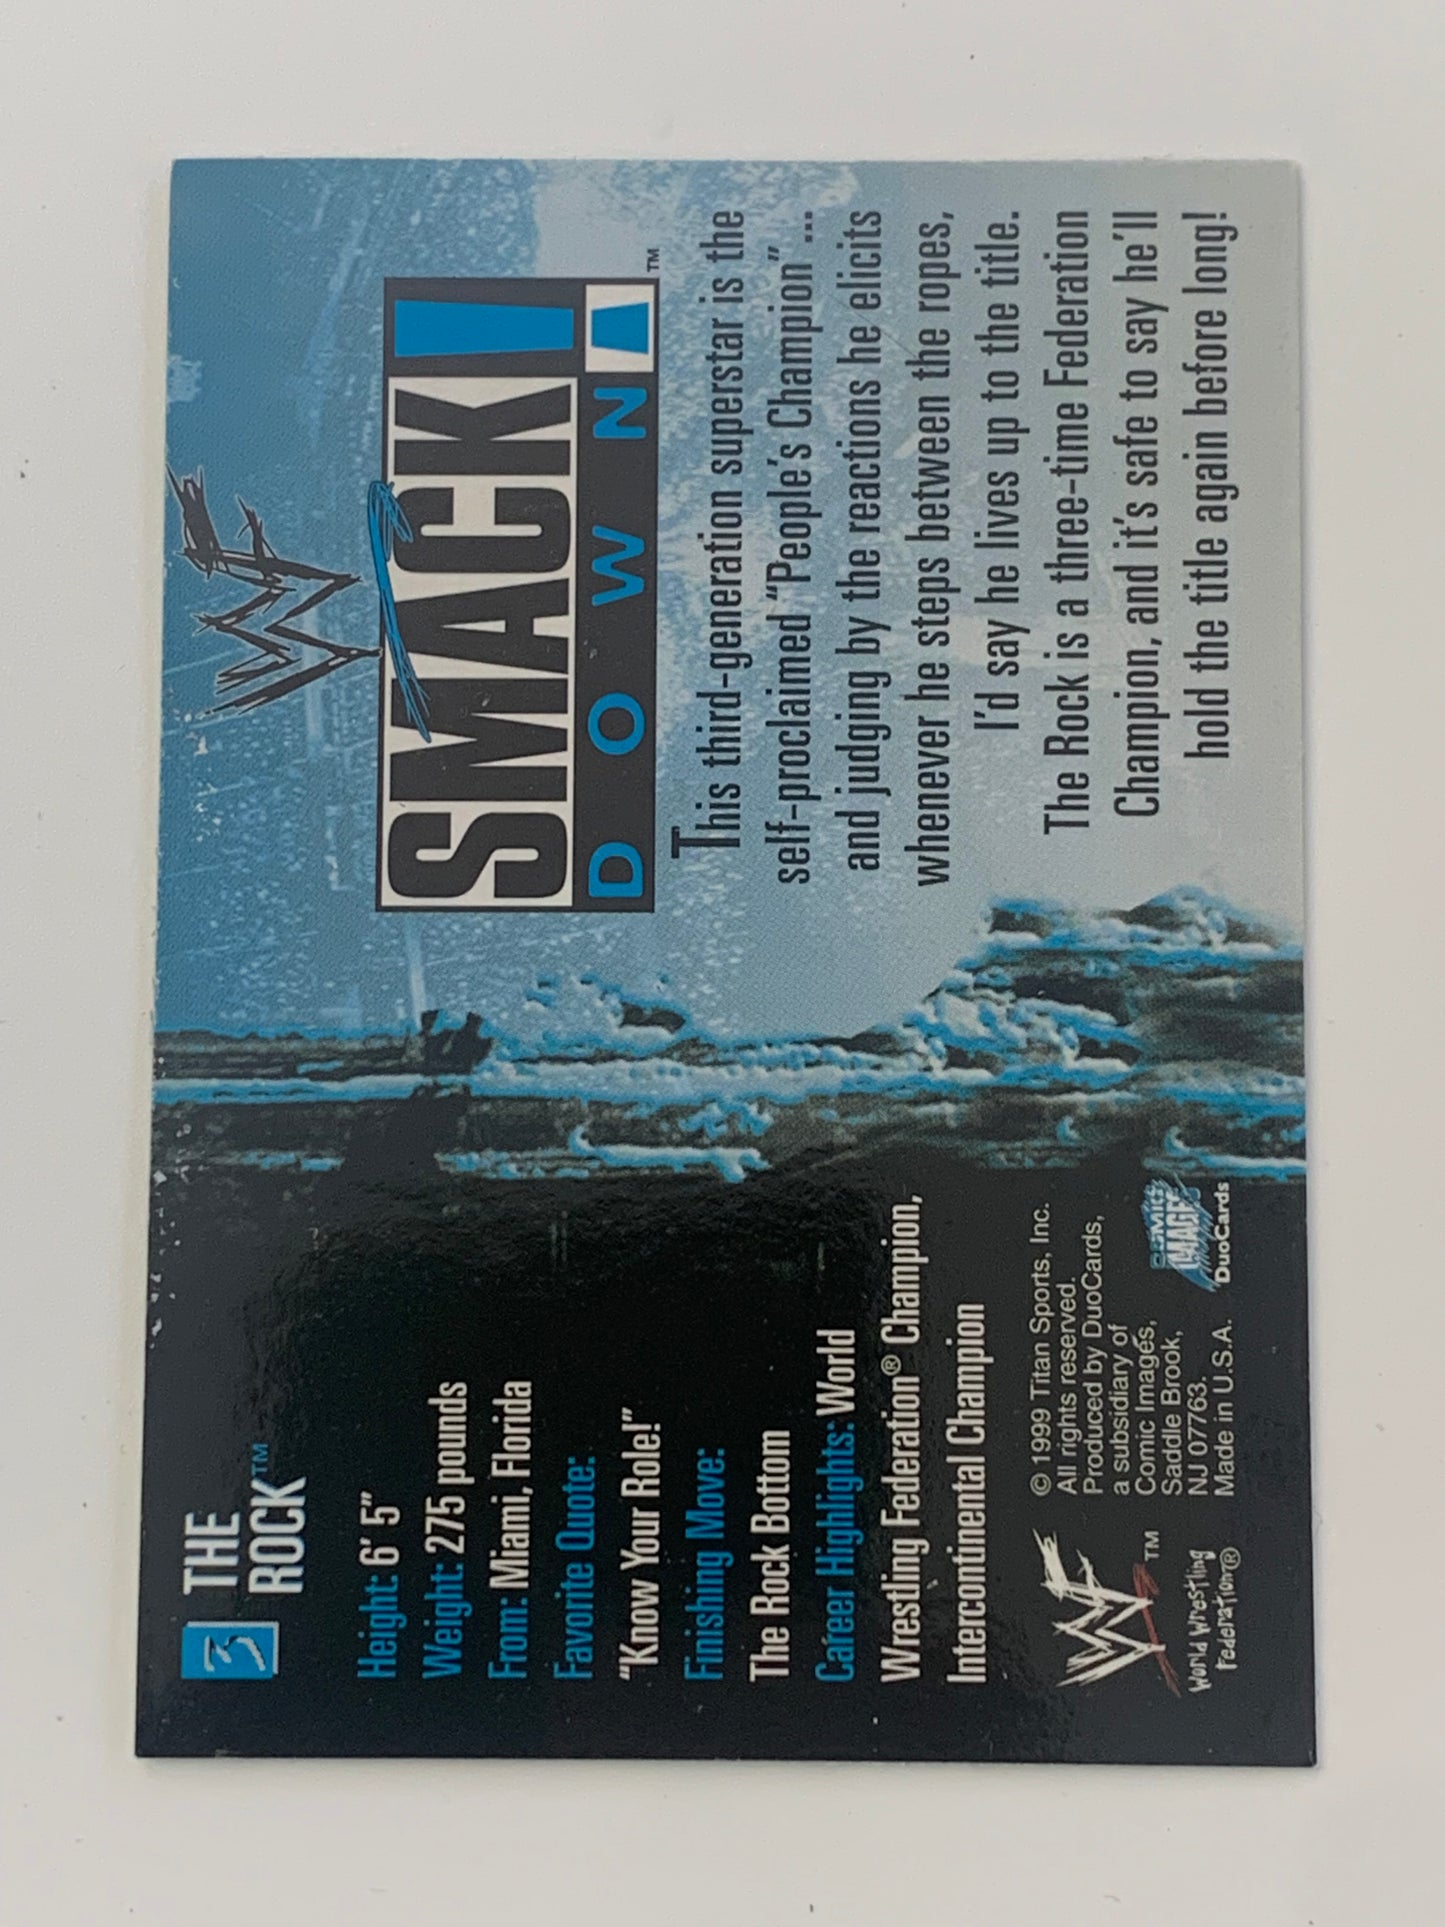 3 THE
ROCK™
Height: 6' 5"
Weight: 275 pounds
From: Miami, Florida
Favorite Quote:
"Know Your Role!"
Finishing Move:
The Rock Bottom
Career Highlights: World
Wrestling Federation® Champion,
Intercontinental Champion
WF™
World Wrestling
Federation®
© 1999 Titan Sports, Inc.
All rights reserved.
Produced by DuoCards,
a subsidiary of
Comic Images,
Saddle Brook,
NJ 07763.
Made in U.S.A.
COMIC
IMAGES
DuoCards
WF
SMACK!
DOWN!™
This third-generation superstar is the
self-proclaimed "People's Champion" ...
and judging by the reactions he elicits
whenever he steps between the ropes,
I'd say he lives up to the title.
The Rock is a three-time Federation
Champion, and it's safe to say he'll
hold the title again before long!